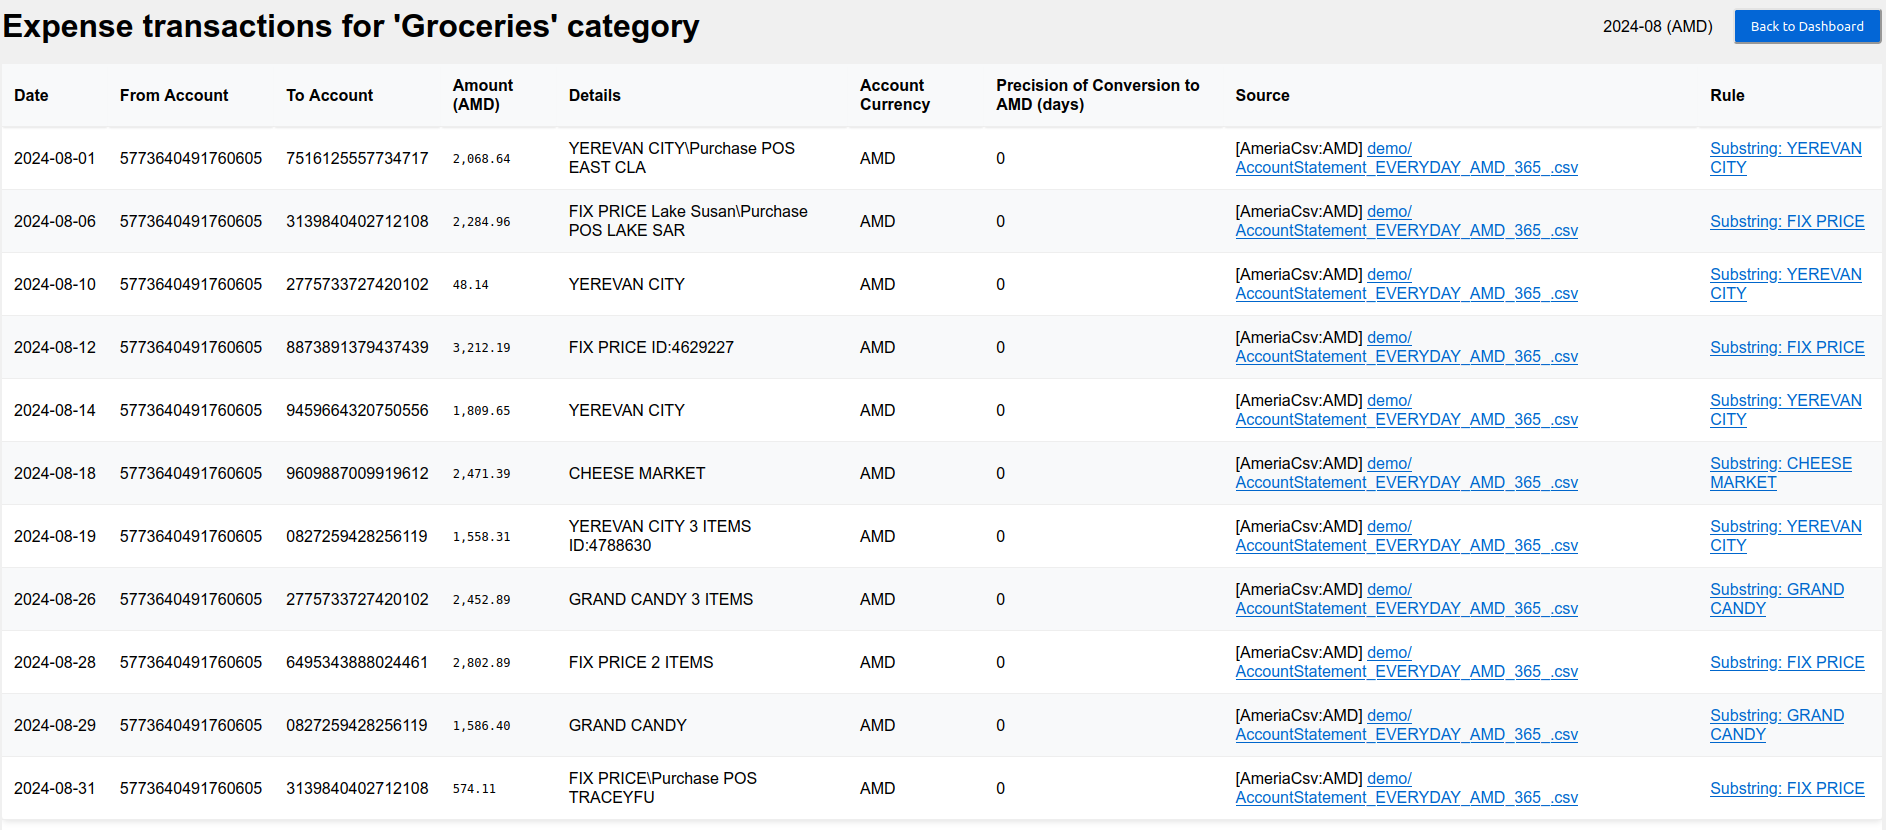 Expense transactions for 'Groceries' category
2024-08 (AMD)
Back to Dashboard
Date From Account To Account Amount (AMD) Details Account Currency Precision of Conversion to AMD (days) Source Rule
2024-08-01 5773640491760605 7516125557734717 2,068.64 YEREVAN CITY\Purchase POS EAST CLA AMD 0 [AmeriaCsv:AMD] demo/AccountStatement_EVERYDAY_AMD_365_.csv Substring: YEREVAN CITY
2024-08-06 5773640491760605 3139840402712108 2,284.96 FIX PRICE Lake Susan\Purchase POS LAKE SAR AMD 0 [AmeriaCsv:AMD] demo/AccountStatement_EVERYDAY_AMD_365_.csv Substring: FIX PRICE
2024-08-10 5773640491760605 2775733727420102 48.14 YEREVAN CITY AMD 0 [AmeriaCsv:AMD] demo/AccountStatement_EVERYDAY_AMD_365_.csv Substring: YEREVAN CITY
2024-08-12 5773640491760605 8873891379437439 3,212.19 FIX PRICE ID:4629227 AMD 0 [AmeriaCsv:AMD] demo/AccountStatement_EVERYDAY_AMD_365_.csv Substring: FIX PRICE
2024-08-14 5773640491760605 9459664320750556 1,809.65 YEREVAN CITY AMD 0 [AmeriaCsv:AMD] demo/AccountStatement_EVERYDAY_AMD_365_.csv Substring: YEREVAN CITY
2024-08-18 5773640491760605 9609887009919612 2,471.39 CHEESE MARKET AMD 0 [AmeriaCsv:AMD] demo/AccountStatement_EVERYDAY_AMD_365_.csv Substring: CHEESE MARKET
2024-08-19 5773640491760605 0827259428256119 1,558.31 YEREVAN CITY 3 ITEMS ID:4788630 AMD 0 [AmeriaCsv:AMD] demo/AccountStatement_EVERYDAY_AMD_365_.csv Substring: YEREVAN CITY
2024-08-26 5773640491760605 2775733727420102 2,452.89 GRAND CANDY 3 ITEMS AMD 0 [AmeriaCsv:AMD] demo/AccountStatement_EVERYDAY_AMD_365_.csv Substring: GRAND CANDY
2024-08-28 5773640491760605 6495343888024461 2,802.89 FIX PRICE 2 ITEMS AMD 0 [AmeriaCsv:AMD] demo/AccountStatement_EVERYDAY_AMD_365_.csv Substring: FIX PRICE
2024-08-29 5773640491760605 0827259428256119 1,586.40 GRAND CANDY AMD 0 [AmeriaCsv:AMD] demo/AccountStatement_EVERYDAY_AMD_365_.csv Substring: GRAND CANDY
2024-08-31 5773640491760605 3139840402712108 574.11 FIX PRICE\Purchase POS TRACEYFU AMD 0 [AmeriaCsv:AMD] demo/AccountStatement_EVERYDAY_AMD_365_.csv Substring: FIX PRICE